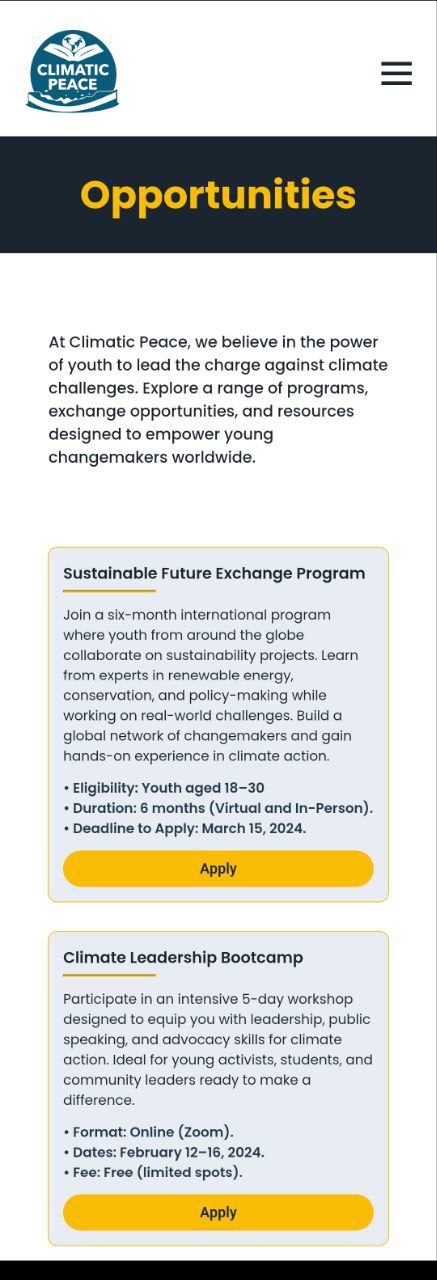 CLIMATIC
PEACE
Opportunities
At Climatic Peace, we believe in the power
of youth to lead the charge against climate
challenges. Explore a range of programs,
exchange opportunities, and resources
designed to empower young
changemakers worldwide.
Sustainable Future Exchange Program
Join a six-month international program
where youth from around the globe
collaborate on sustainability projects. Learn
from experts in renewable energy,
conservation, and policy-making while
working on real-world challenges. Build a
global network of changemakers and gain
hands-on experience in climate action.
• Eligibility: Youth aged 18–30
• Duration: 6 months (Virtual and In-Person).
• Deadline to Apply: March 15, 2024.
Apply
Climate Leadership Bootcamp
Participate in an intensive 5-day workshop
designed to equip you with leadership, public
speaking, and advocacy skills for climate
action. Ideal for young activists, students, and
community leaders ready to make a
difference.
• Format: Online (Zoom).
• Dates: February 12–16, 2024.
• Fee: Free (limited spots).
Apply